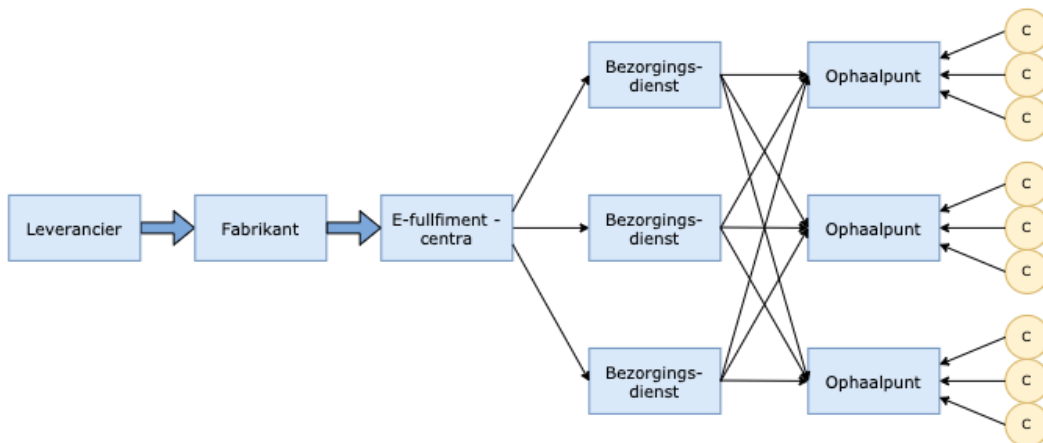 Leverancier
Fabrikant
E-fullfiment -
centra
Bezorgings-
dienst
Bezorgings-
dienst
Bezorgings-
dienst
Ophaalpunt
Ophaalpunt
Ophaalpunt
C
C
C
C
C
C
C
C
C